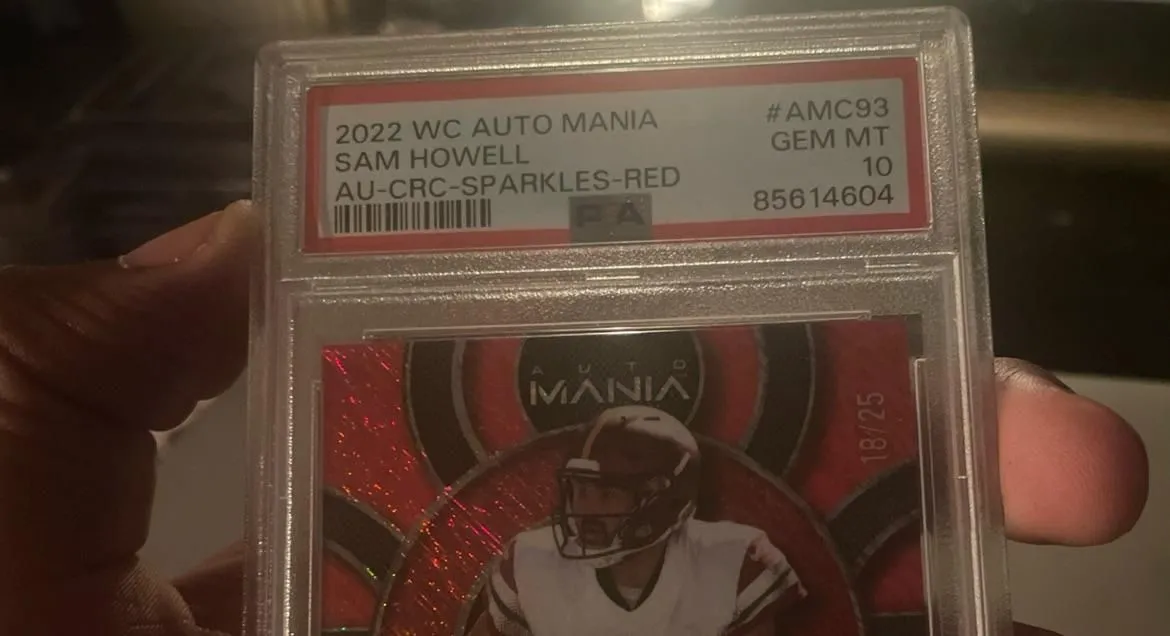 2022 WC AUTO MANIA #AMC93
SAM HOWELL GEM MT
AU-CRC-SPARKLES-RED 10
85614604
PSA
AUTO
MANIA
18/25